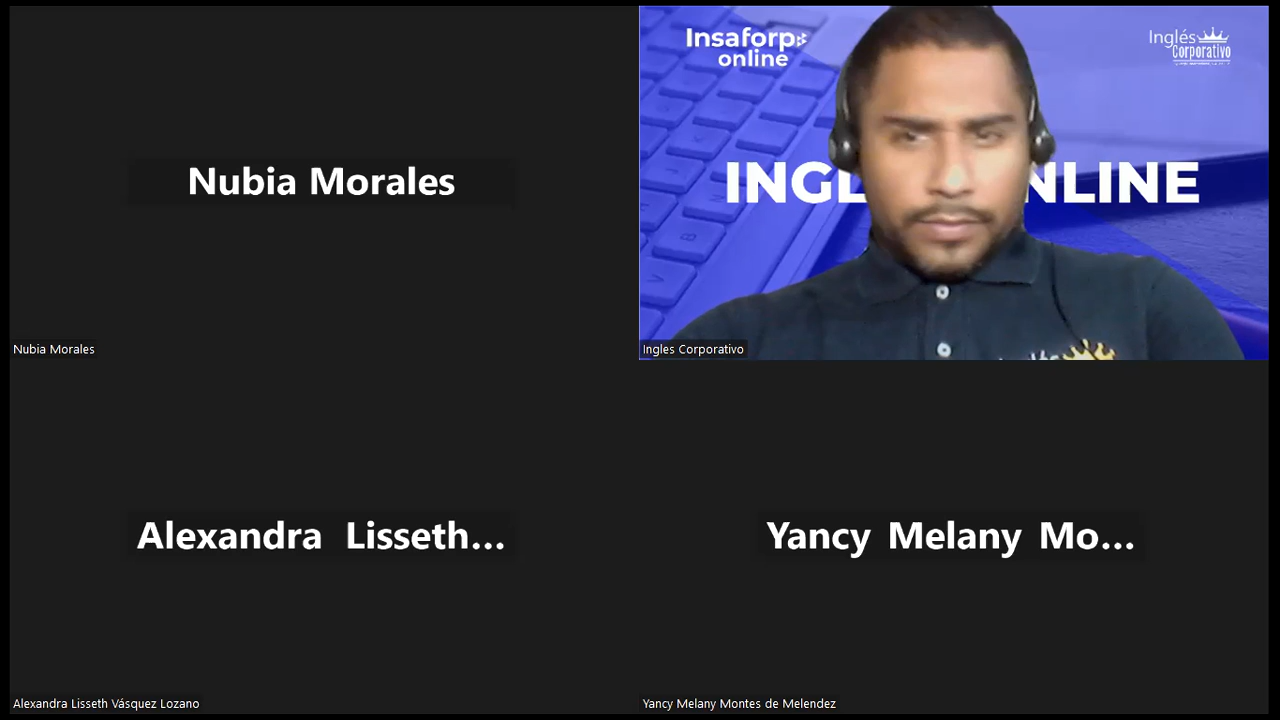 Nubia Morales
Nubia Morales
Insaforp
online
Inglés
Corporativo
INGL NLINE
Ingles Corporativo
Alexandra Lisseth...
Alexandra Lisseth Vásquez Lozano
Yancy Melany Mo...
Yancy Melany Montes de Melendez